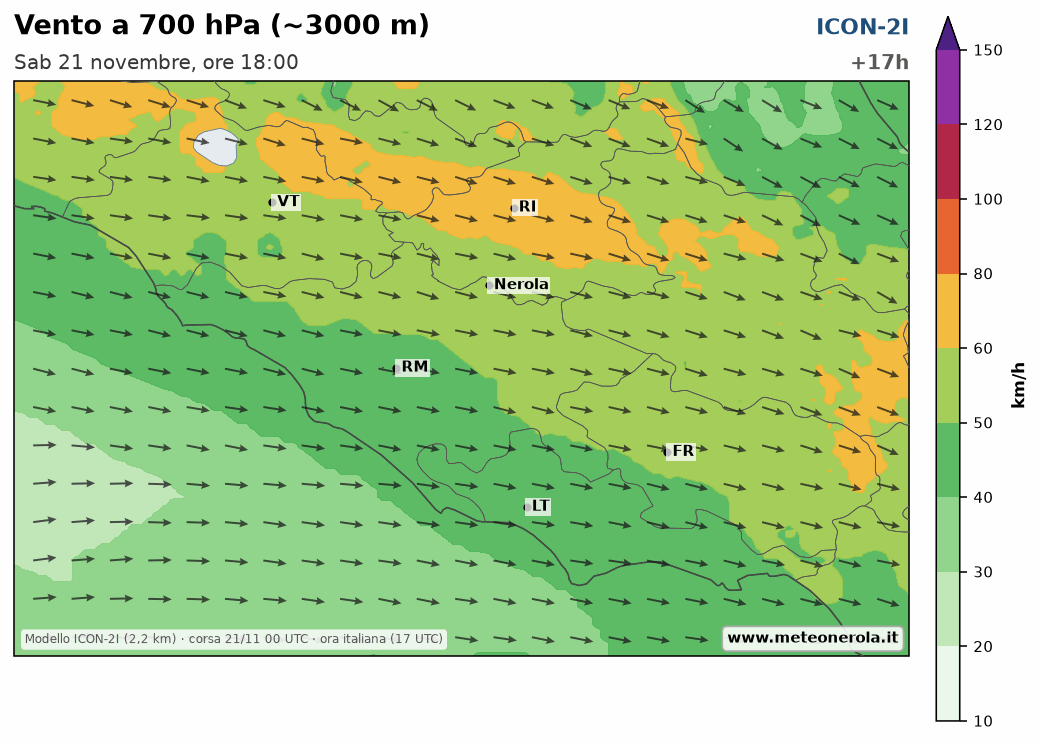 Vento a 700 hPa (~3000 m)
ICON-2I
Sab 21 novembre, ore 18:00
+17h
VT
RI
Nerola
RM
FR
LT
Modello ICON-2I (2,2 km) · corsa 21/11 00 UTC · ora italiana (17 UTC)
www.meteonerola.it
150
120
100
80
60
50
40
30
20
10
km/h